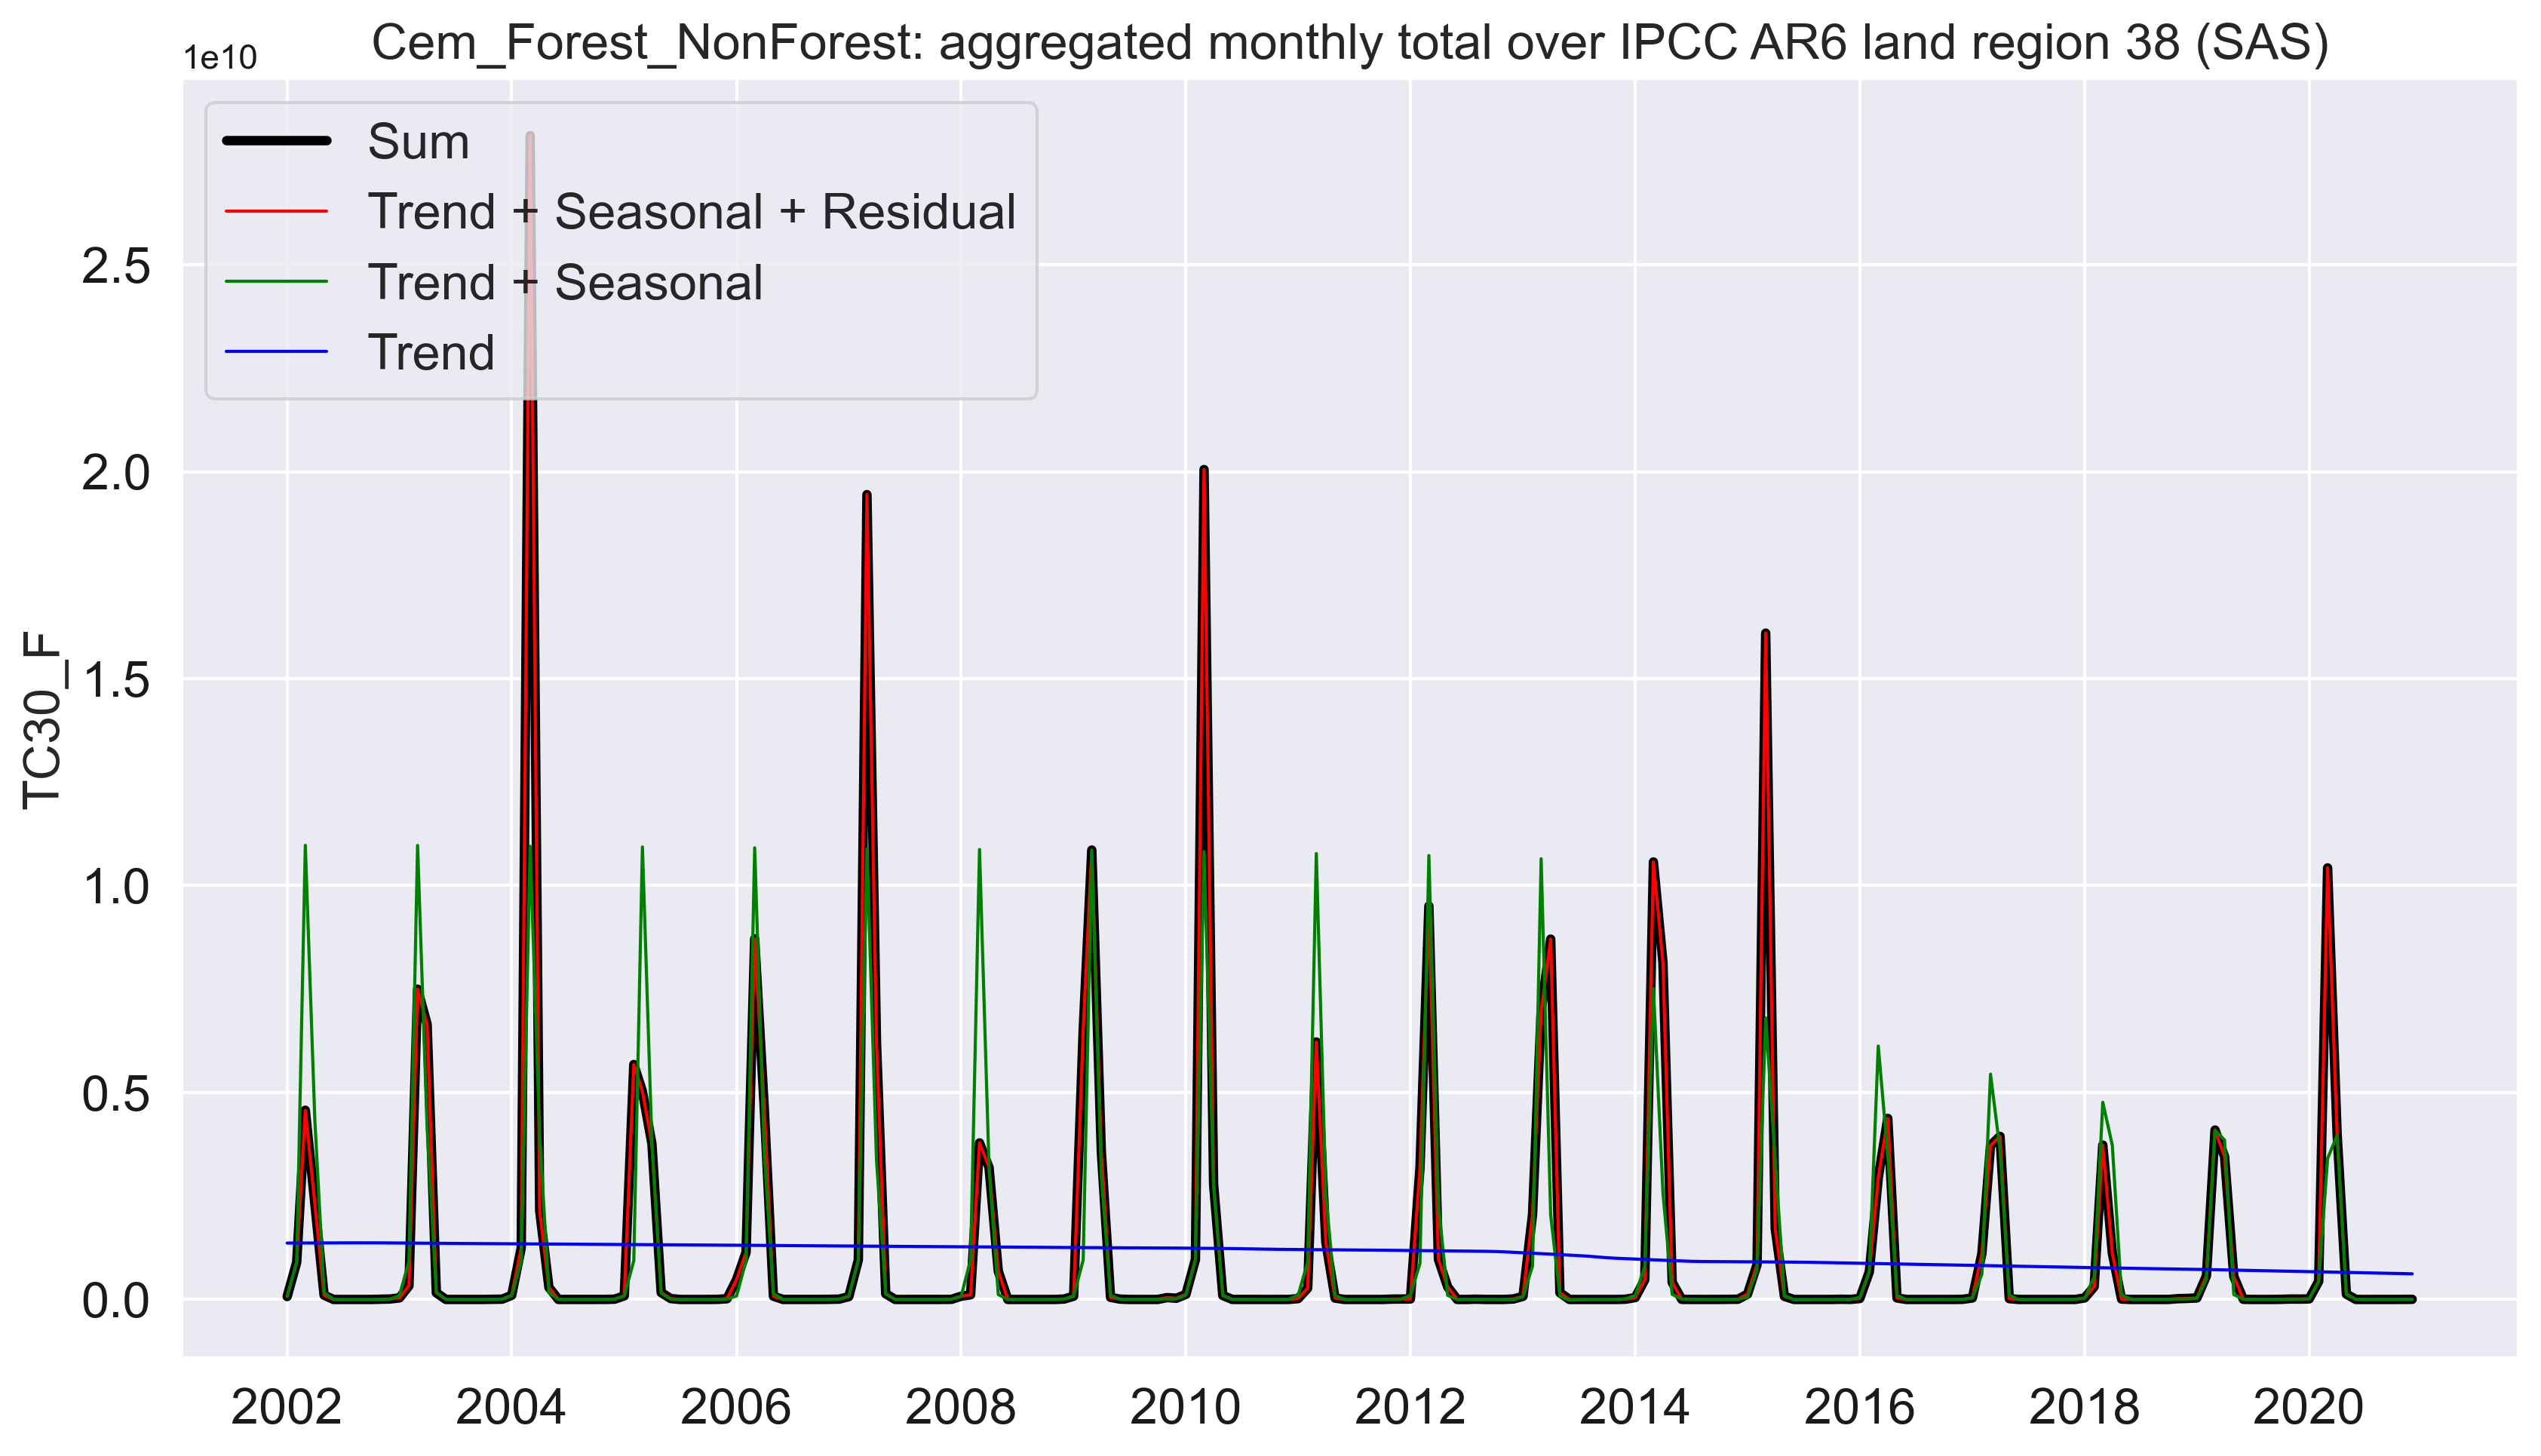 Cem_Forest_NonForest: aggregated monthly total over IPCC AR6 land region 38 (SAS)
1e10
Sum
Trend + Seasonal + Residual
Trend + Seasonal
Trend
TC30_F
2.5
2.0
1.5
1.0
0.5
0.0
2002 2004 2006 2008 2010 2012 2014 2016 2018 2020